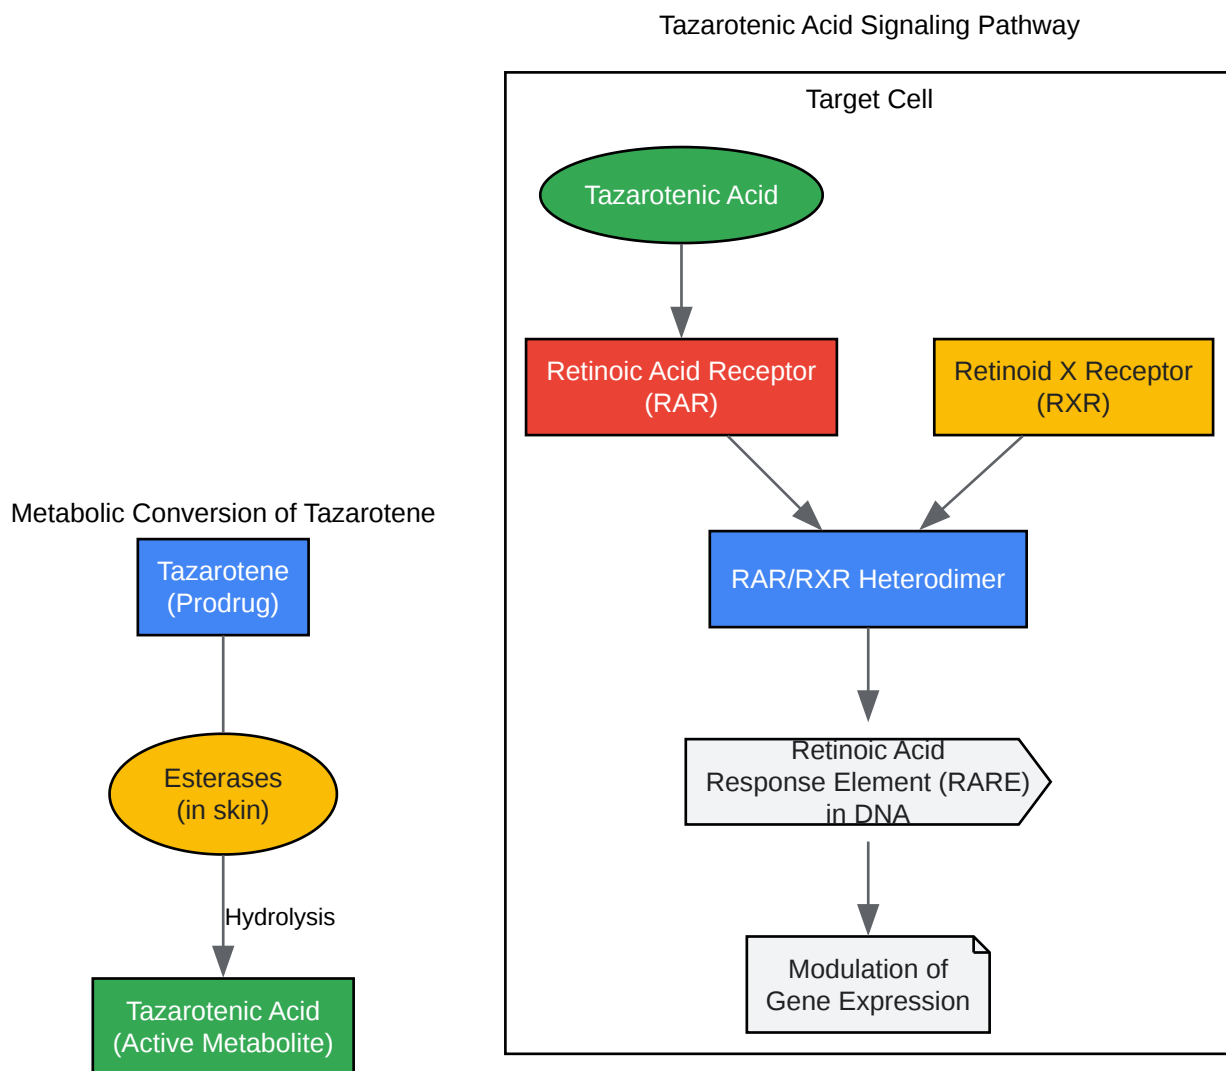 Tazarotenic Acid Signaling Pathway
Target Cell
Tazarotenic Acid
Retinoic Acid Receptor
(RAR)
Retinoid X Receptor
(RXR)
RAR/RXR Heterodimer
Retinoic Acid
Response Element (RARE)
in DNA
Modulation of
Gene Expression
Metabolic Conversion of Tazarotene
Tazarotene
(Prodrug)
Esterases
(in skin)
Hydrolysis
Tazarotenic Acid
(Active Metabolite)